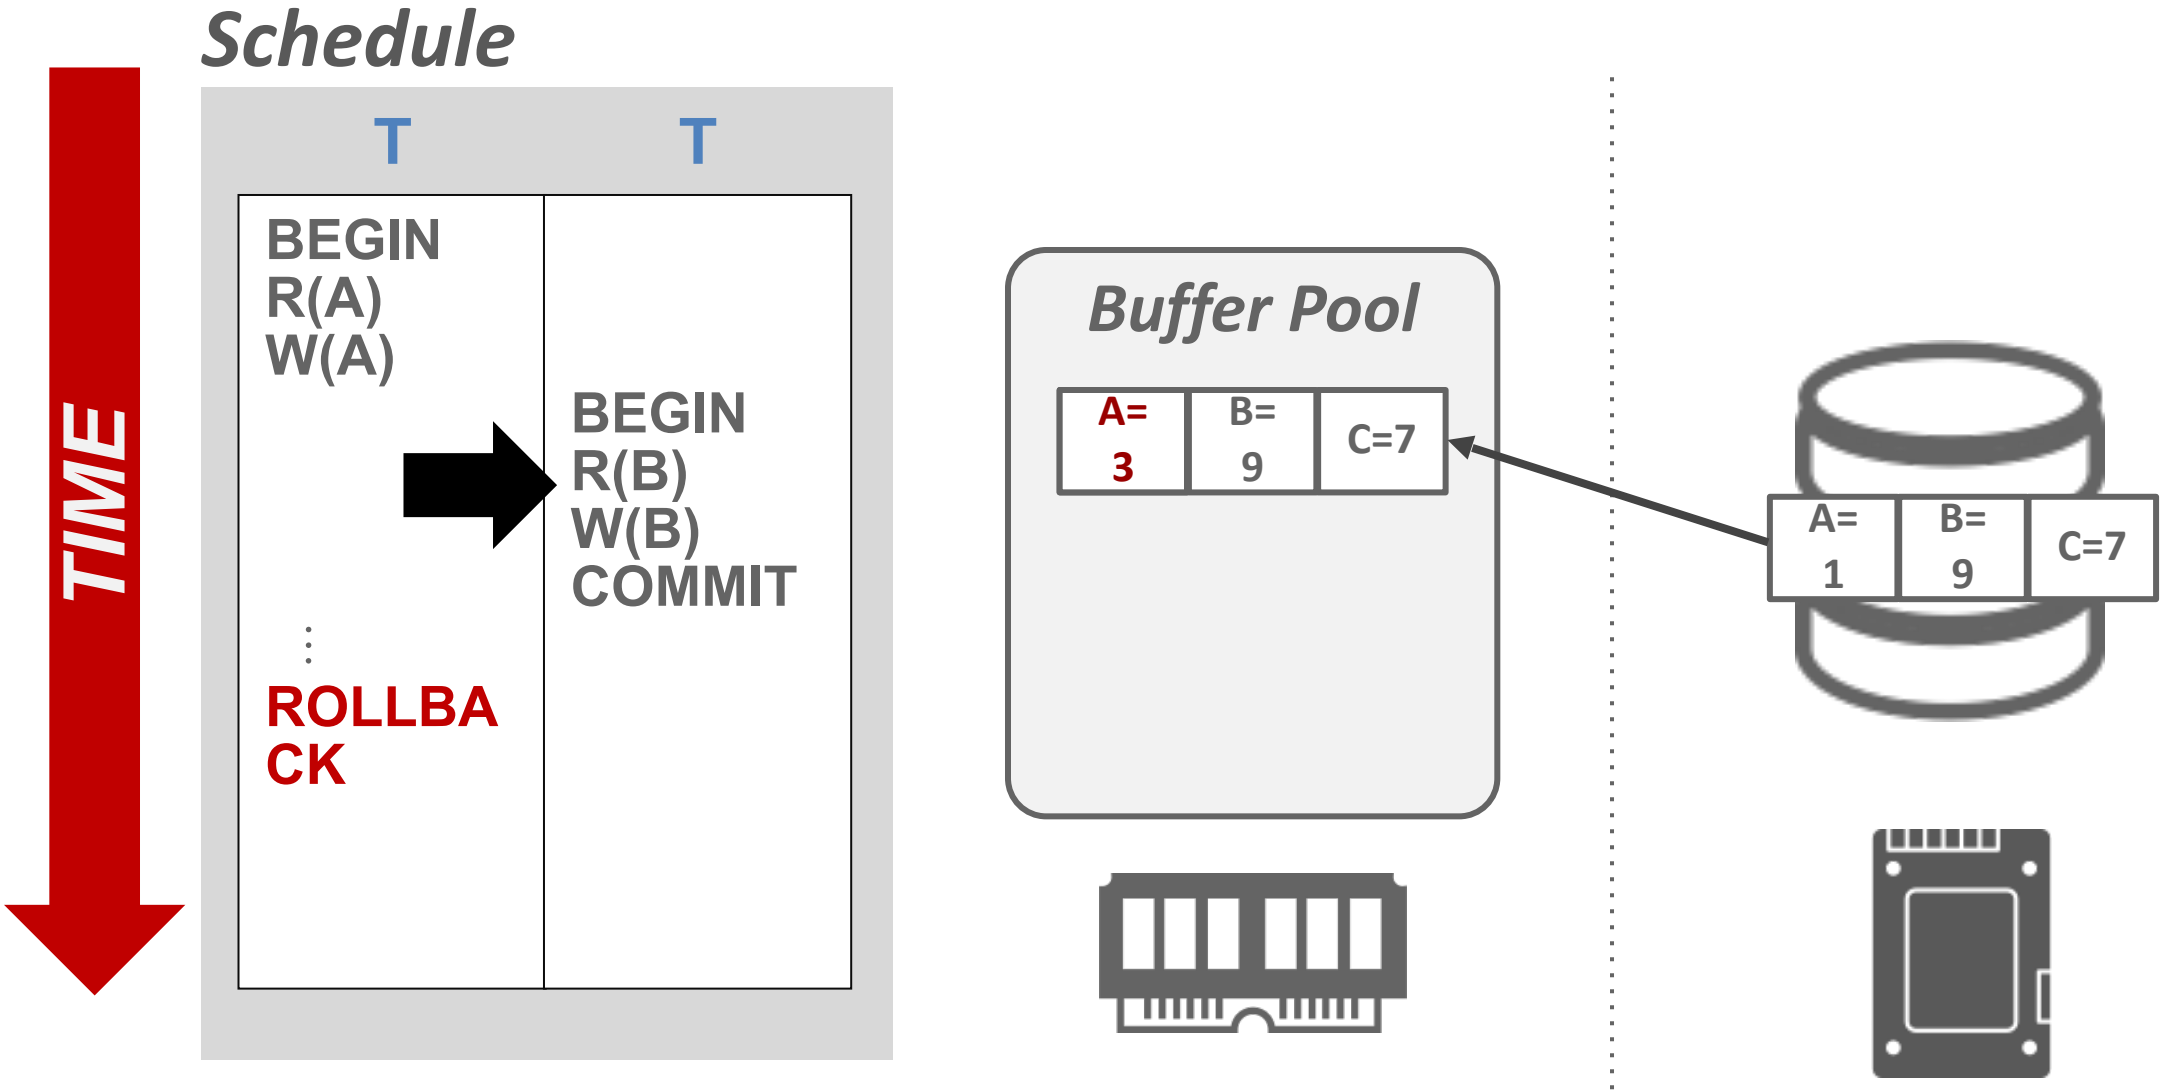 Schedule
TIME
T
T
BEGIN
R(A)
W(A)
⋮
ROLLBA
CK
BEGIN
R(B)
W(B)
COMMIT
Buffer Pool
A=
3
B=
9
C=7
A=
1
B=
9
C=7